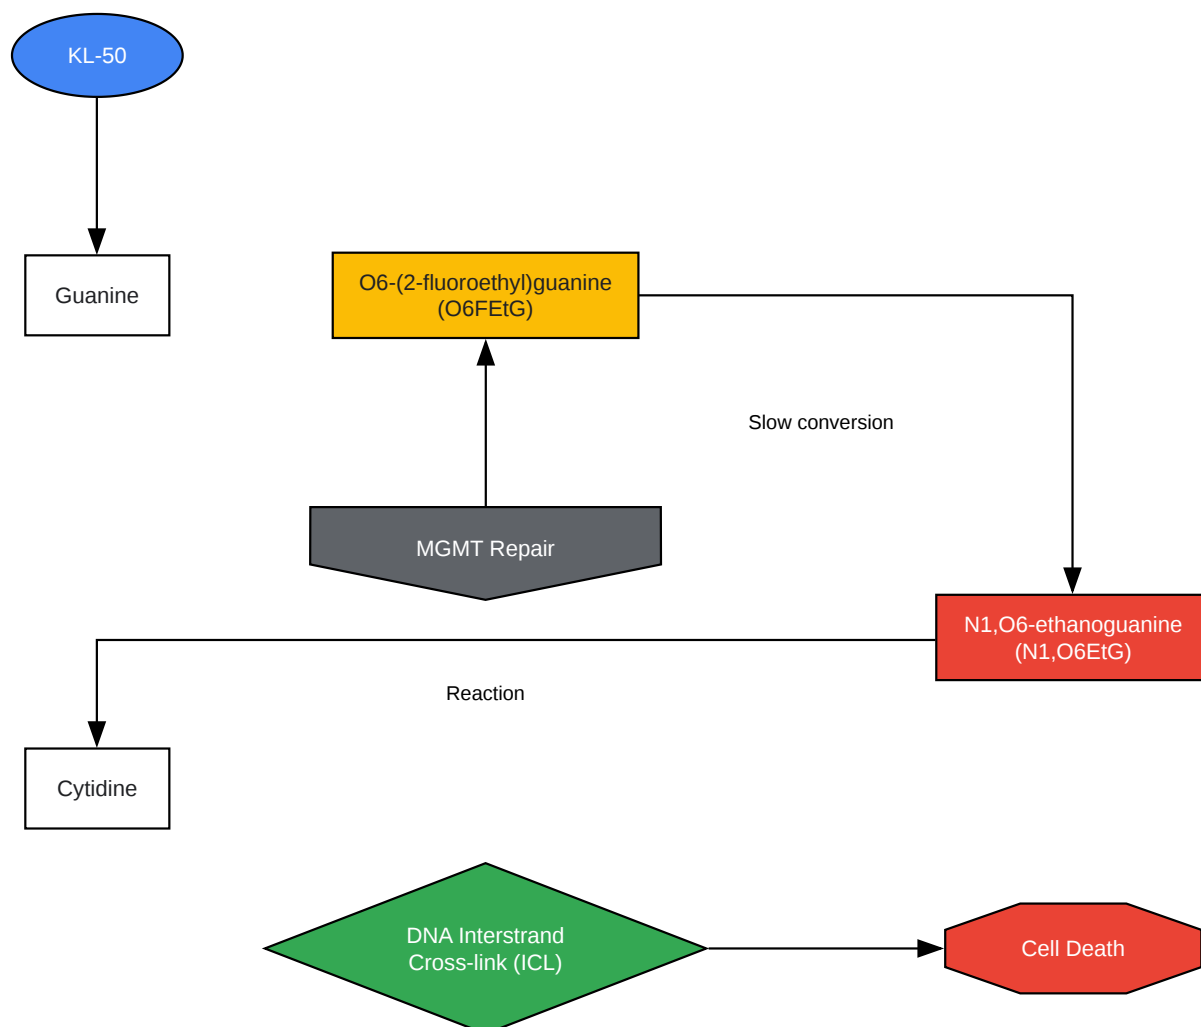 KL-50
Guanine
O6-(2-fluoroethyl)guanine
(O6FEtG)
Slow conversion
MGMT Repair
N1,O6-ethanoguanine
(N1,O6EtG)
Reaction
Cytidine
DNA Interstrand
Cross-link (ICL)
Cell Death